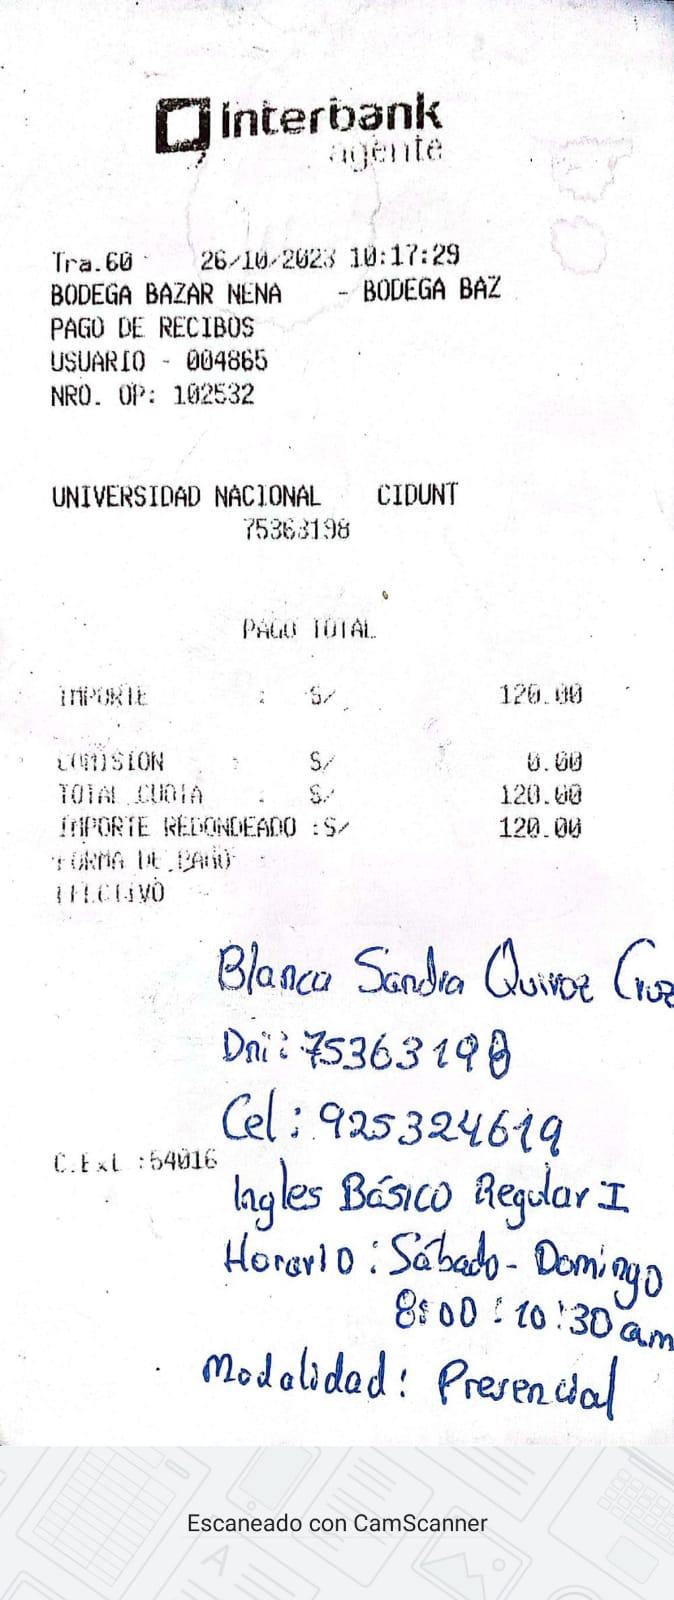 interbank
agente
Tra.60 26/10/2023 10:17:29
BODEGA BAZAR NENA - BODEGA BAZ
PAGO DE RECIBOS
USUARIO - 004865
NRO. OP: 102532
UNIVERSIDAD NACIONAL CIDUNT
75363198
PAGO TOTAL
IMPORTE : S/ 120.00
COMISION : S/ 0.00
TOTAL CUOTA : S/ 120.00
IMPORTE REDONDEADO :S/ 120.00
FORMA DE PAGO :
EFECTIVO
Blanca Sandra Quiroz Cruz
Dni: 75363198
Cel: 925324619
C.Ext :54016
Ingles Básico Regular I
Horario: Sábado - Domingo
8:00 : 10:30 am
Modalidad: Presencial
Escaneado con CamScanner